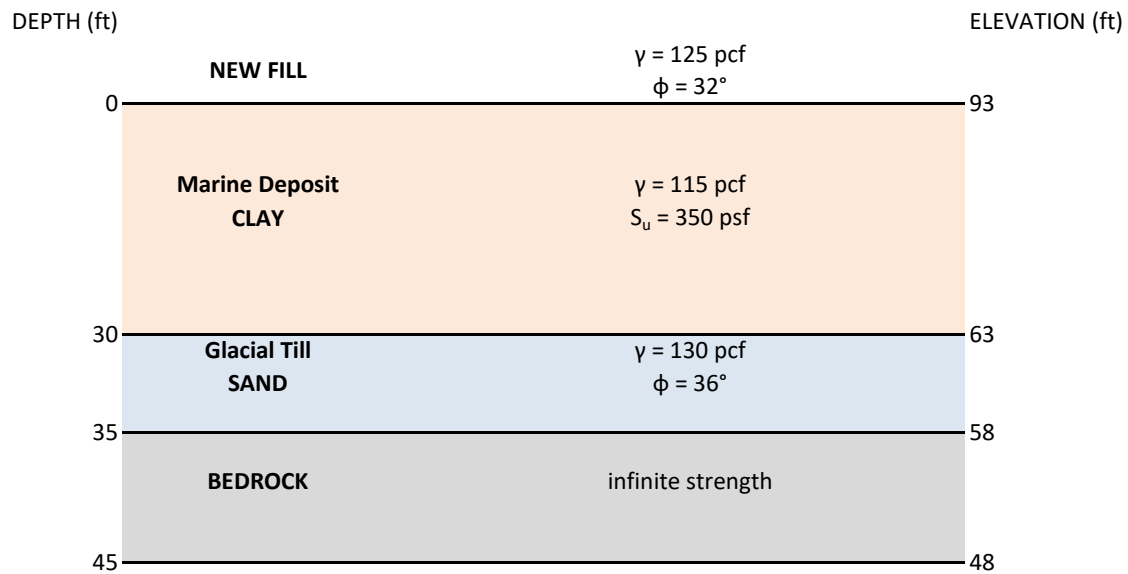 DEPTH (ft)
ELEVATION (ft)
NEW FILL
γ = 125 pcf
ϕ = 32°
0
93
Marine Deposit
CLAY
γ = 115 pcf
Su = 350 psf
30
63
Glacial Till
SAND
γ = 130 pcf
ϕ = 36°
35
58
BEDROCK
infinite strength
45
48